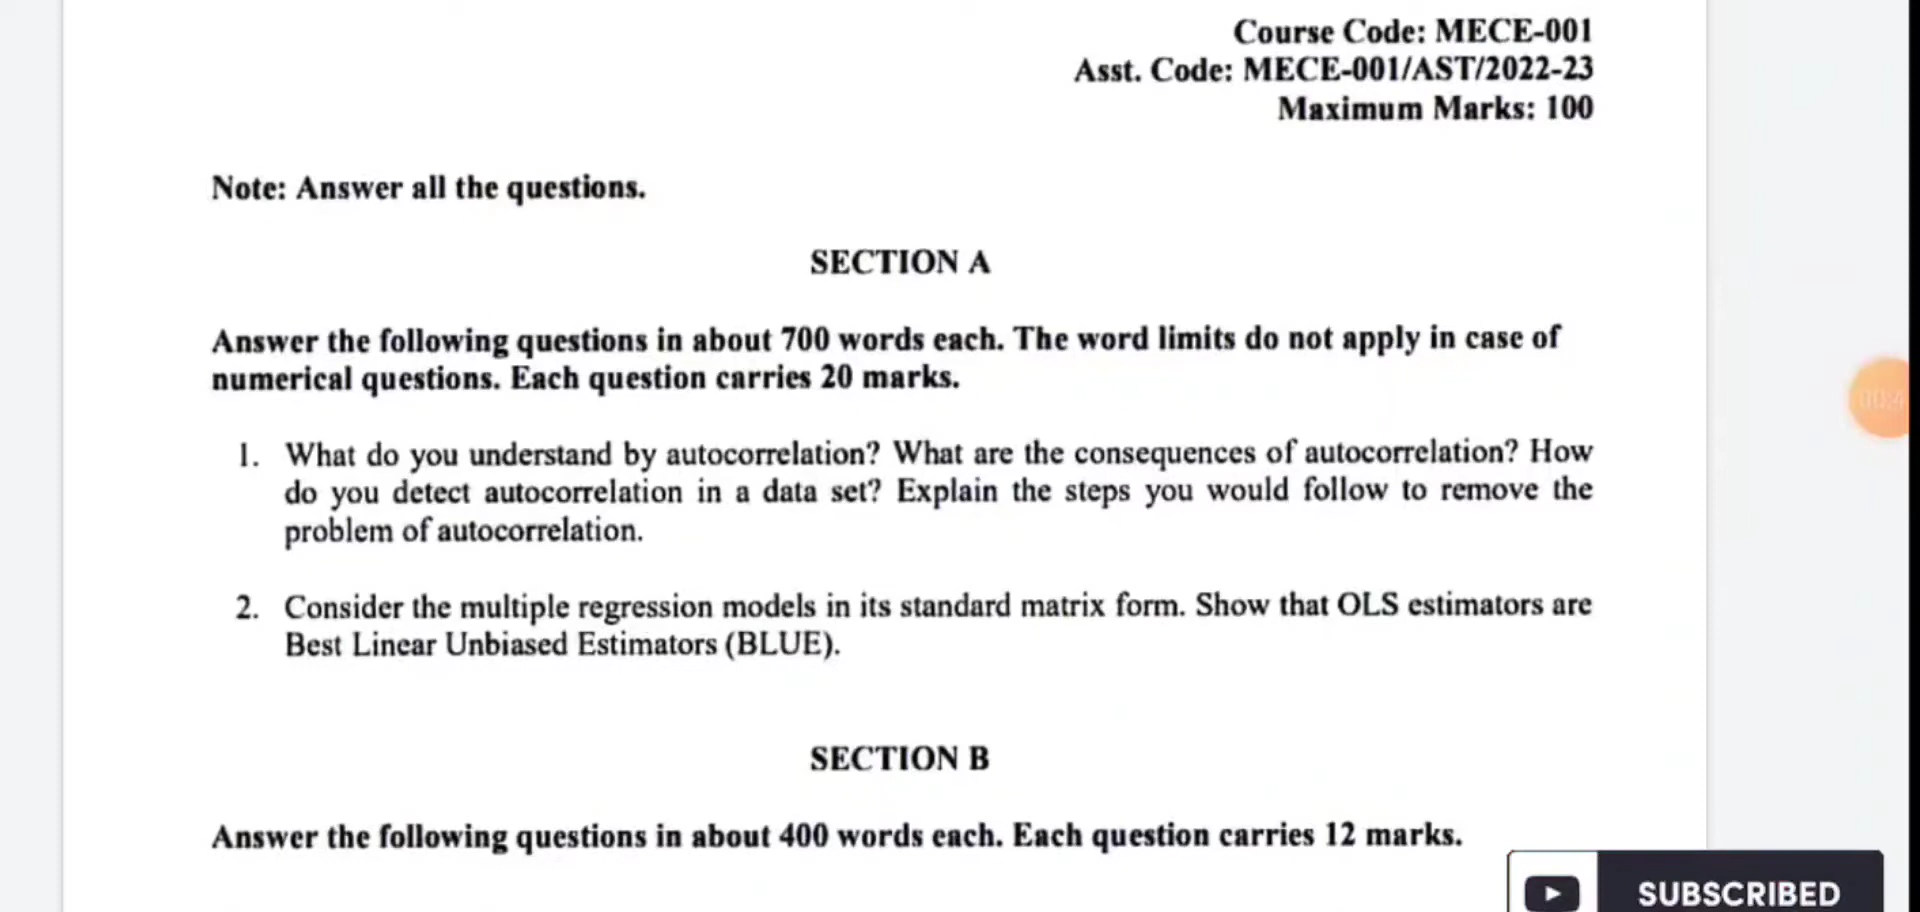 Course Code: MECE-001
Asst. Code: MECE-001/AST/2022-23
Maximum Marks: 100
Note: Answer all the questions.
SECTION A
Answer the following questions in about 700 words each. The word limits do not apply in case of
numerical questions. Each question carries 20 marks.
1. What do you understand by autocorrelation? What are the consequences of autocorrelation? How
do you detect autocorrelation in a data set? Explain the steps you would follow to remove the
problem of autocorrelation.
2. Consider the multiple regression models in its standard matrix form. Show that OLS estimators are
Best Linear Unbiased Estimators (BLUE).
SECTION B
Answer the following questions in about 400 words each. Each question carries 12 marks.
SUBSCRIBED